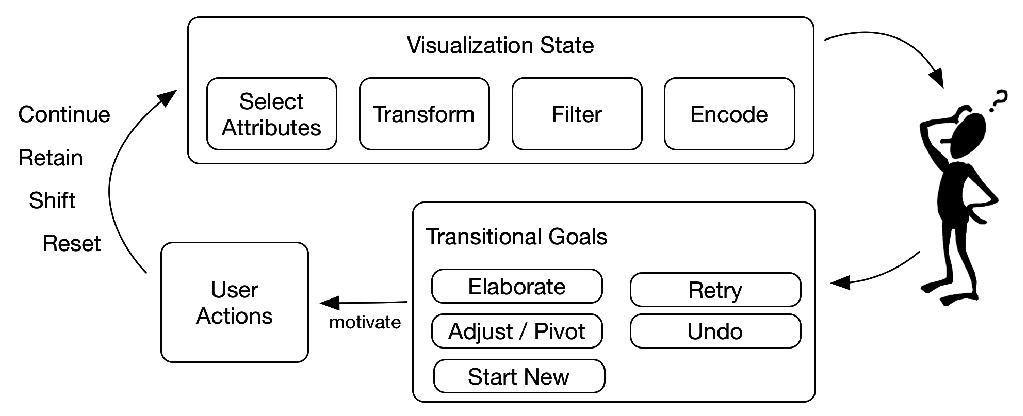 Visualization State
Select
Attributes
Transform
Filter
Encode
?
Continue
Retain
Shift
Reset
Transitional Goals
Elaborate
Retry
Adjust / Pivot
Undo
Start New
motivate
User
Actions